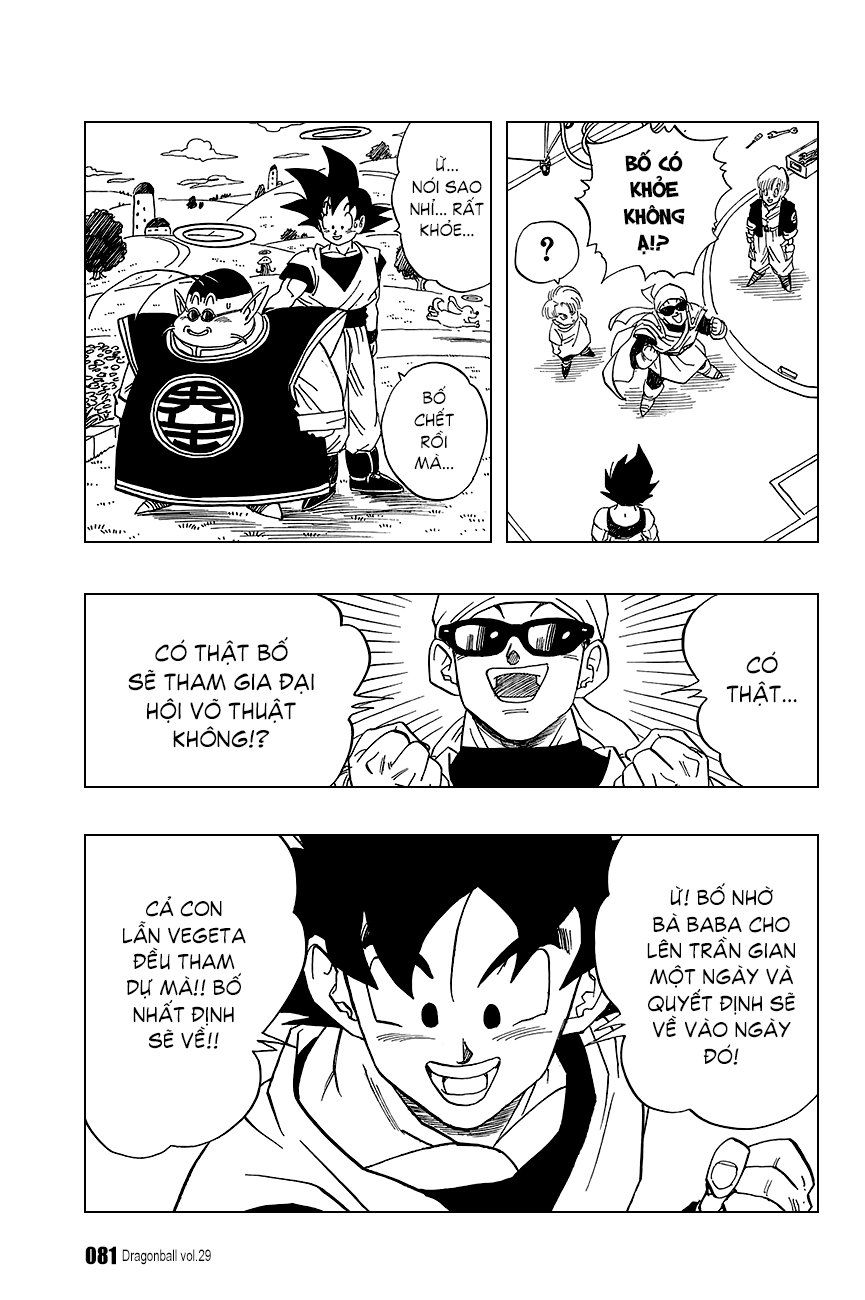 BỐ CÓ
KHỎE
KHÔNG
Ạ!?
?
Ừ...
NÓI SAO
NHỈ... RẤT
KHỎE...
BỐ
CHẾT
RỒI
MÀ...
CÓ
THẬT...
CÓ THẬT BỐ
SẼ THAM GIA ĐẠI
HỘI VÕ THUẬT
KHÔNG!?
Ừ! BỐ NHỜ
BÀ BABA CHO
LÊN TRẦN GIAN
MỘT NGÀY VÀ
QUYẾT ĐỊNH SẼ
VỀ VÀO NGÀY
ĐÓ!
CẢ CON
LẪN VEGETA
ĐỀU THAM
DỰ MÀ!! BỐ
NHẤT ĐỊNH
SẼ VỀ!!
081 Dragonball vol.29